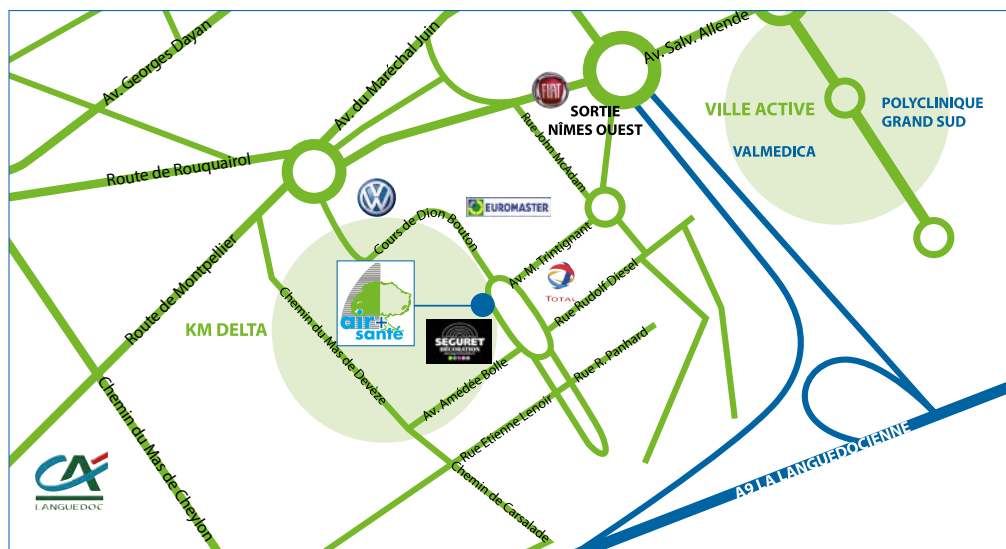 Av. Georges Dayan
Av. du Maréchal Juin
Av. Salv. Allende
FIAT
SORTIE
NÎMES OUEST
VILLE ACTIVE
POLYCLINIQUE
GRAND SUD
VALMEDICA
Rue John McAdam
Route de Rouquairol
EUROMASTER
Cours de Dion Bouton
Av. M. Trintignant
Route de Montpellier
TOTAL
Rue Rudolf Diesel
air+
santé
KM DELTA
Chemin du Mas de Devèze
SEGURET
DÉCORATION
Rue R. Panhard
Av. Amédée Bolle
Rue Etienne Lenoir
Chemin du Mas de Cheylon
Chemin de Carsalade
A9 LA LANGUEDOCIENNE
CA
LANGUEDOC